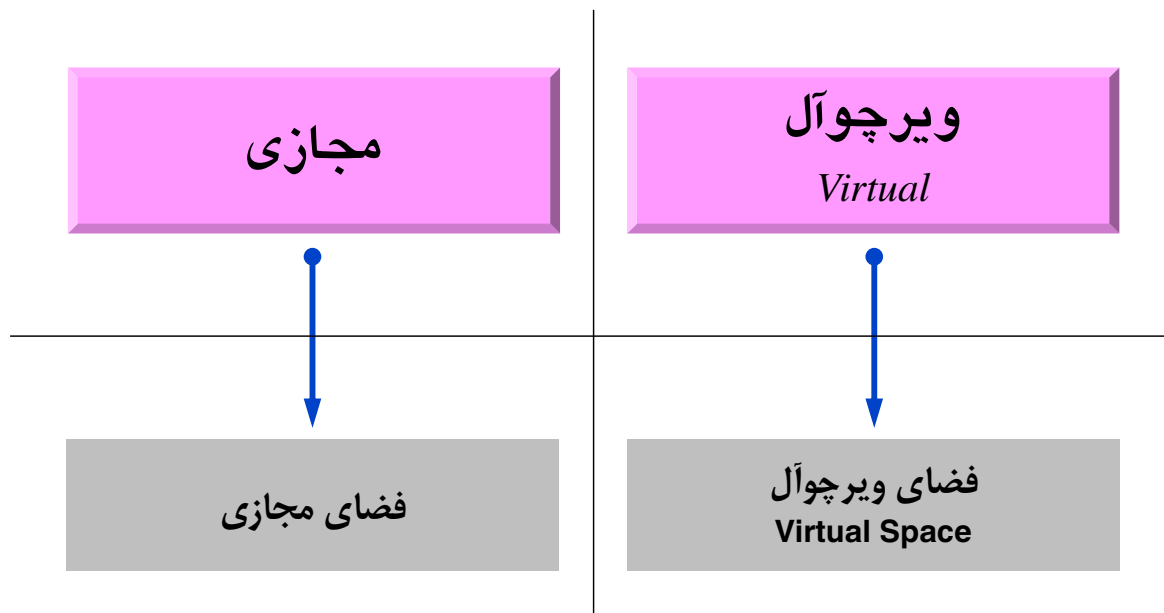 ویرچوآل
Virtual
مجازی
فضای ویرچوآل
Virtual Space
فضای مجازی